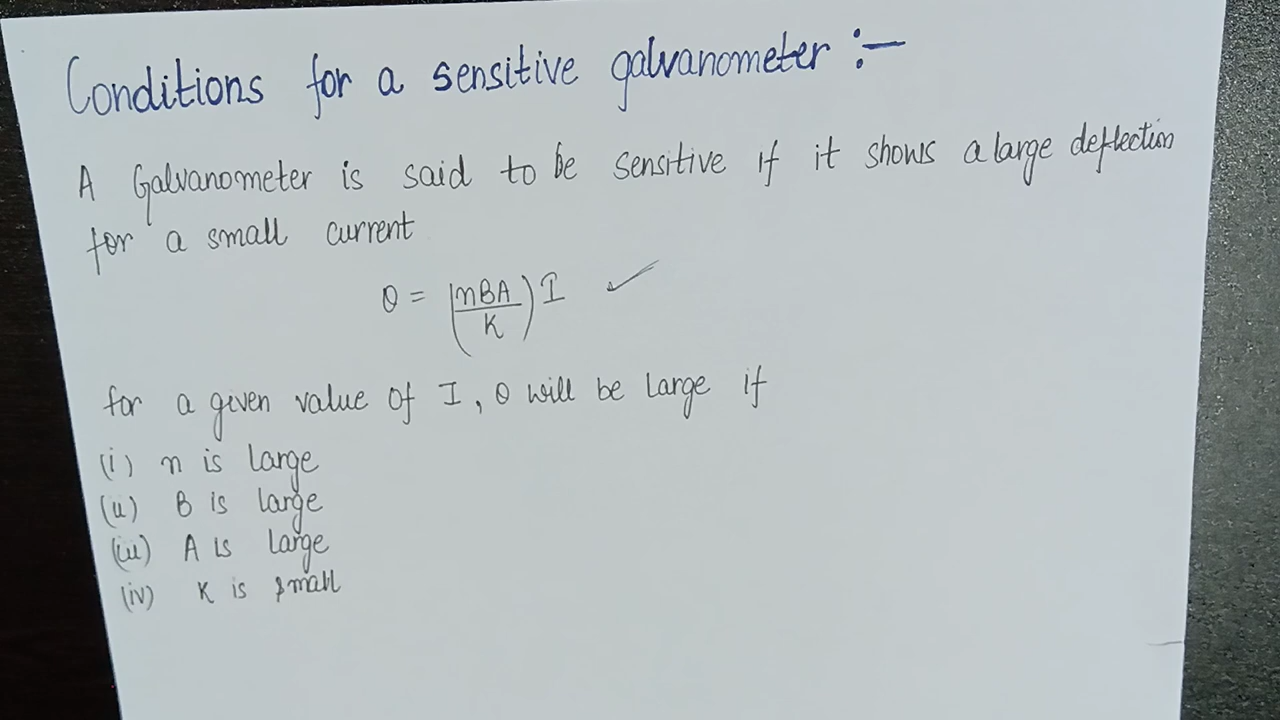 Conditions for a sensitive galvanometer :-
A Galvanometer is said to be sensitive if it shows a large deflection
for a small current
θ = (nBA/K) I ✓
for a given value of I, θ will be large if
(i) n is large
(ii) B is large
(iii) A is large
(iv) K is small